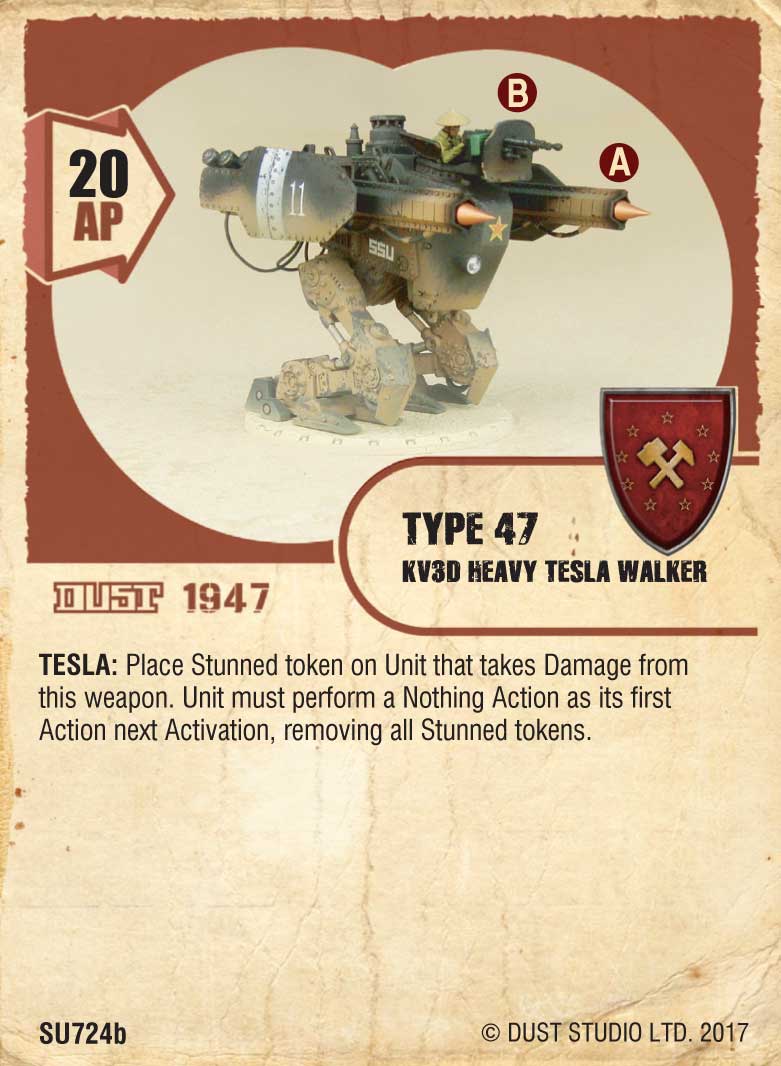 B
A
20
AP
11
SSU
TYPE 47
KV3D HEAVY TESLA WALKER
DUST 1947
TESLA: Place Stunned token on Unit that takes Damage from
this weapon. Unit must perform a Nothing Action as its first
Action next Activation, removing all Stunned tokens.
SU724b
© DUST STUDIO LTD. 2017